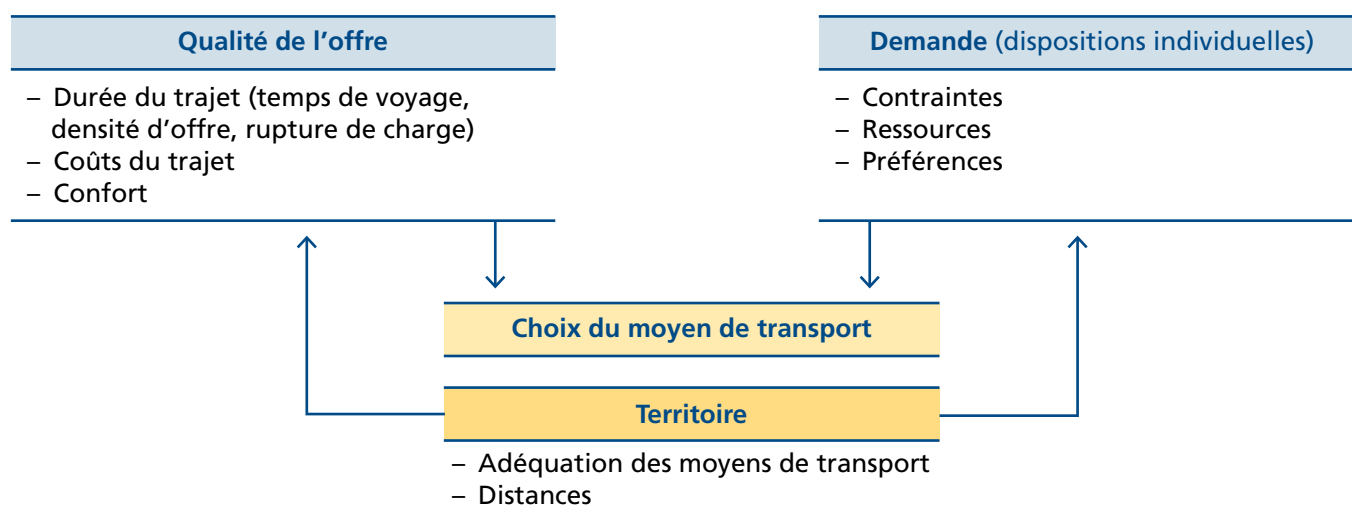 Qualité de l’offre
– Durée du trajet (temps de voyage,
densité d’offre, rupture de charge)
– Coûts du trajet
– Confort
Demande (dispositions individuelles)
– Contraintes
– Ressources
– Préférences
Choix du moyen de transport
Territoire
– Adéquation des moyens de transport
– Distances